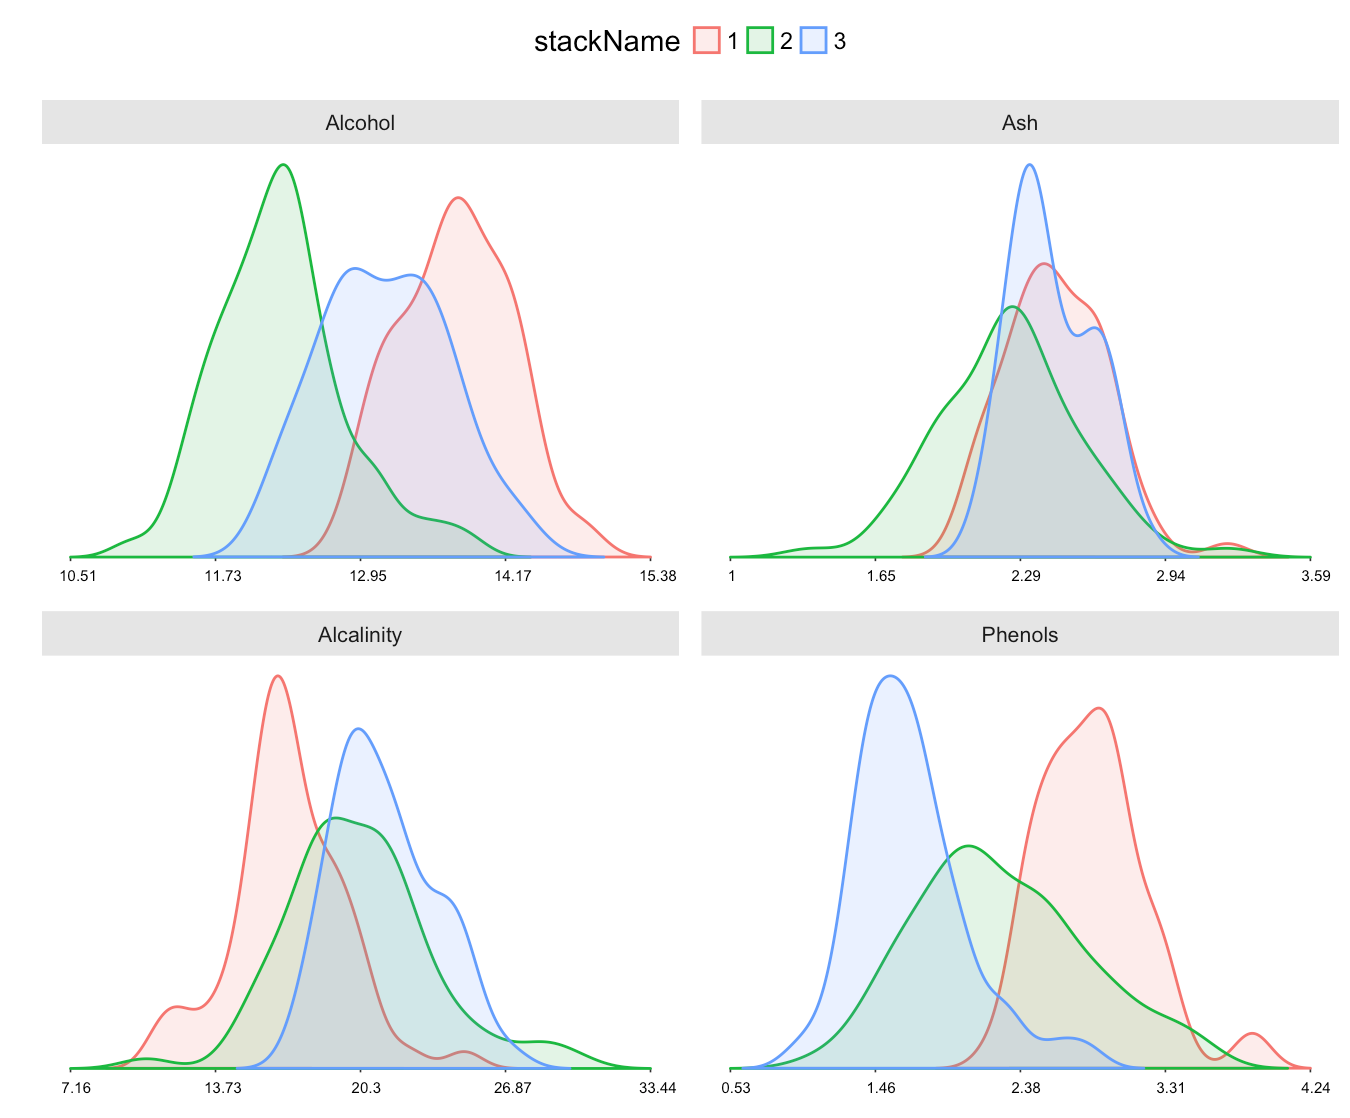 stackName 1 2 3
Alcohol Ash
10.51 11.73 12.95 14.17 15.38 1 1.65 2.29 2.94 3.59
Alcalinity Phenols
7.16 13.73 20.3 26.87 33.44 0.53 1.46 2.38 3.31 4.24